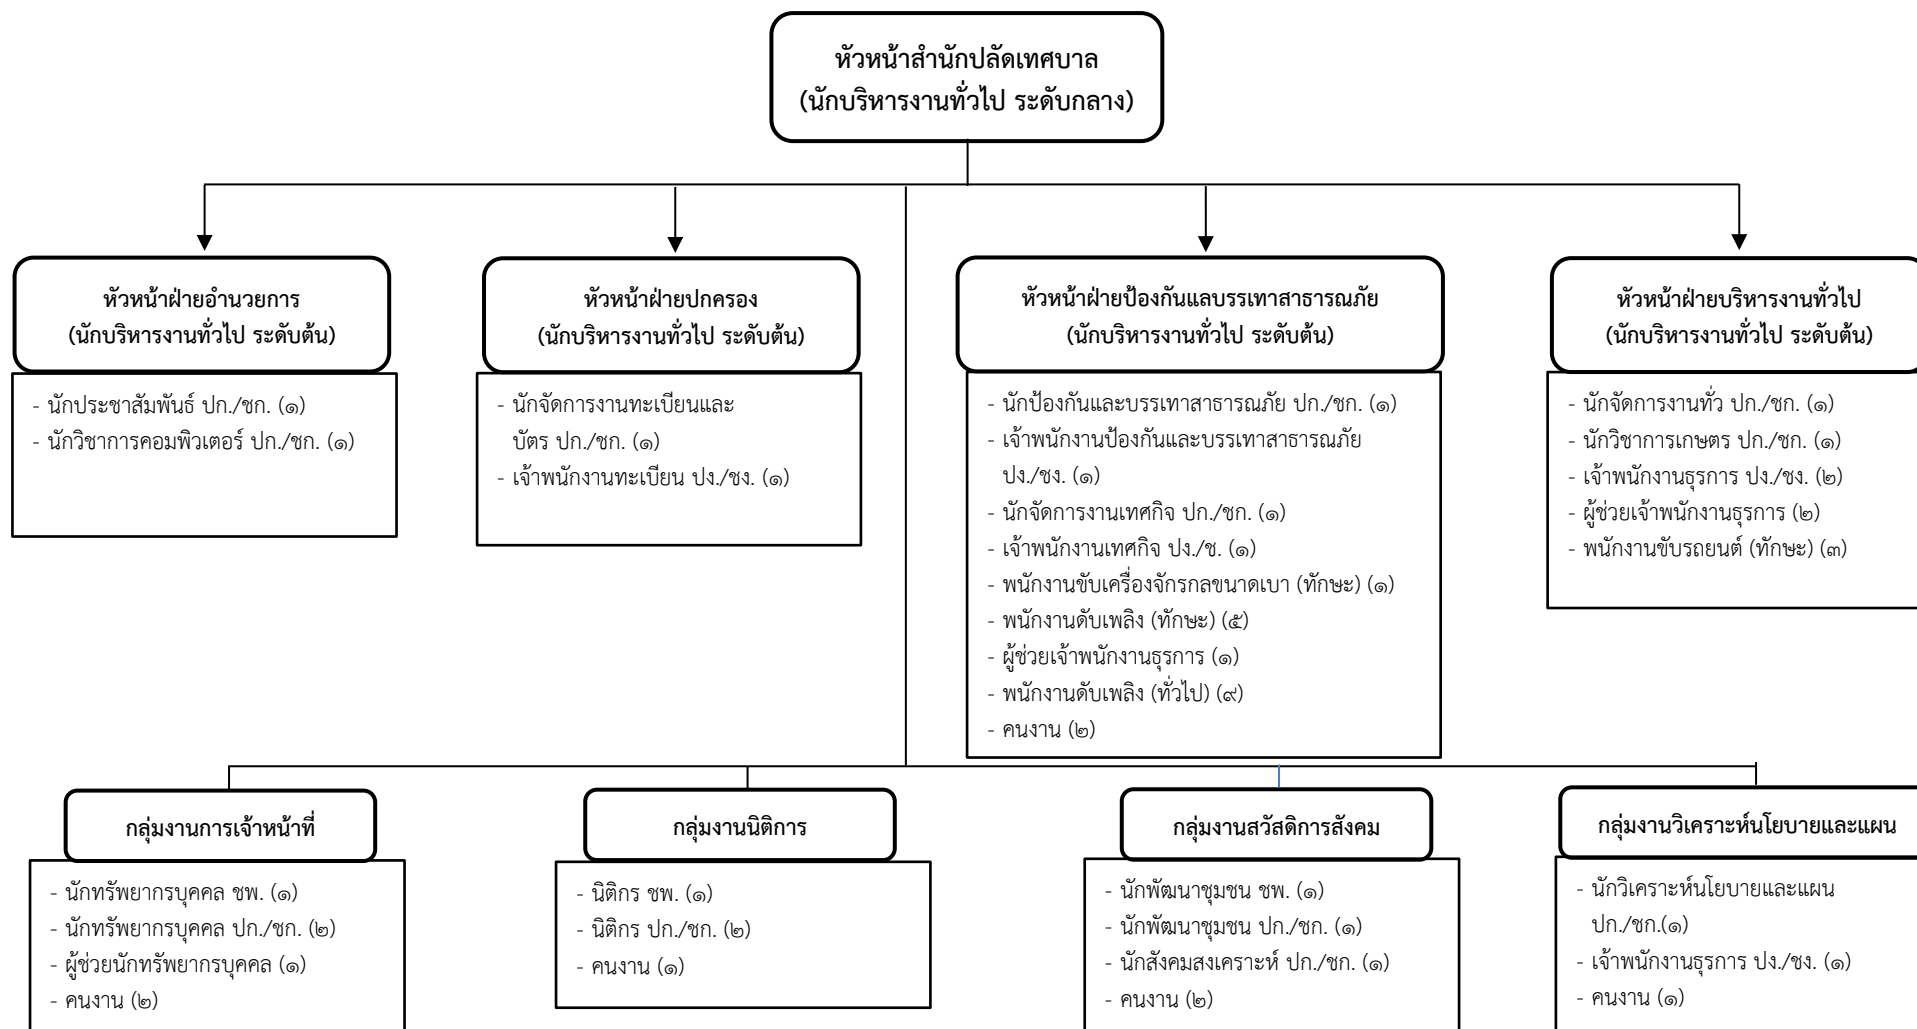 หัวหน้าสำนักปลัดเทศบาล
(นักบริหารงานทั่วไป ระดับกลาง)
หัวหน้าฝ่ายอำนวยการ
(นักบริหารงานทั่วไป ระดับต้น)
- นักประชาสัมพันธ์ ปก./ชก. (๑)
- นักวิชาการคอมพิวเตอร์ ปก./ชก. (๑)
หัวหน้าฝ่ายปกครอง
(นักบริหารงานทั่วไป ระดับต้น)
- นักจัดการงานทะเบียนและ
บัตร ปก./ชก. (๑)
- เจ้าพนักงานทะเบียน ปง./ชง. (๑)
หัวหน้าฝ่ายป้องกันแลบรรเทาสาธารณภัย
(นักบริหารงานทั่วไป ระดับต้น)
- นักป้องกันและบรรเทาสาธารณภัย ปก./ชก. (๑)
- เจ้าพนักงานป้องกันและบรรเทาสาธารณภัย
ปง./ชง. (๑)
- นักจัดการงานเทศกิจ ปก./ชก. (๑)
- เจ้าพนักงานเทศกิจ ปง./ช. (๑)
- พนักงานขับเครื่องจักรกลขนาดเบา (ทักษะ) (๑)
- พนักงานดับเพลิง (ทักษะ) (๕)
- ผู้ช่วยเจ้าพนักงานธุรการ (๑)
- พนักงานดับเพลิง (ทั่วไป) (๙)
- คนงาน (๒)
หัวหน้าฝ่ายบริหารงานทั่วไป
(นักบริหารงานทั่วไป ระดับต้น)
- นักจัดการงานทั่ว ปก./ชก. (๑)
- นักวิชาการเกษตร ปก./ชก. (๑)
- เจ้าพนักงานธุรการ ปง./ชง. (๒)
- ผู้ช่วยเจ้าพนักงานธุรการ (๒)
- พนักงานขับรถยนต์ (ทักษะ) (๓)
กลุ่มงานการเจ้าหน้าที่
- นักทรัพยากรบุคคล ชพ. (๑)
- นักทรัพยากรบุคคล ปก./ชก. (๒)
- ผู้ช่วยนักทรัพยากรบุคคล (๑)
- คนงาน (๒)
กลุ่มงานนิติการ
- นิติกร ชพ. (๑)
- นิติกร ปก./ชก. (๒)
- คนงาน (๑)
กลุ่มงานสวัสดิการสังคม
- นักพัฒนาชุมชน ชพ. (๑)
- นักพัฒนาชุมชน ปก./ชก. (๑)
- นักสังคมสงเคราะห์ ปก./ชก. (๑)
- คนงาน (๒)
กลุ่มงานวิเคราะห์นโยบายและแผน
- นักวิเคราะห์นโยบายและแผน
ปก./ชก.(๑)
- เจ้าพนักงานธุรการ ปง./ชง. (๑)
- คนงาน (๑)